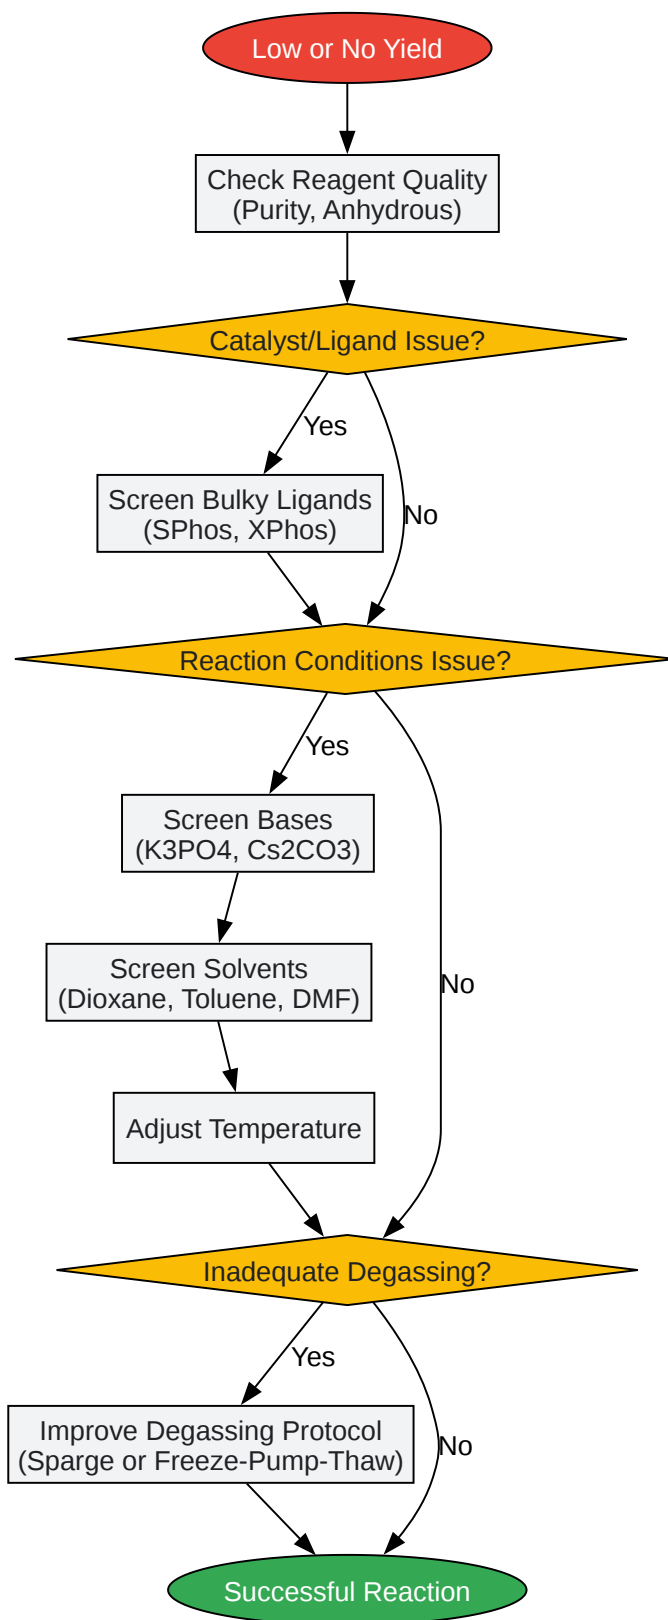 Low or No Yield
Check Reagent Quality
(Purity, Anhydrous)
Catalyst/Ligand Issue?
Yes
Screen Bulky Ligands
(SPhos, XPhos)
No
Reaction Conditions Issue?
Yes
Screen Bases
(K3PO4, Cs2CO3)
Screen Solvents
(Dioxane, Toluene, DMF)
No
Adjust Temperature
Inadequate Degassing?
Yes
Improve Degassing Protocol
(Sparge or Freeze-Pump-Thaw)
No
Successful Reaction